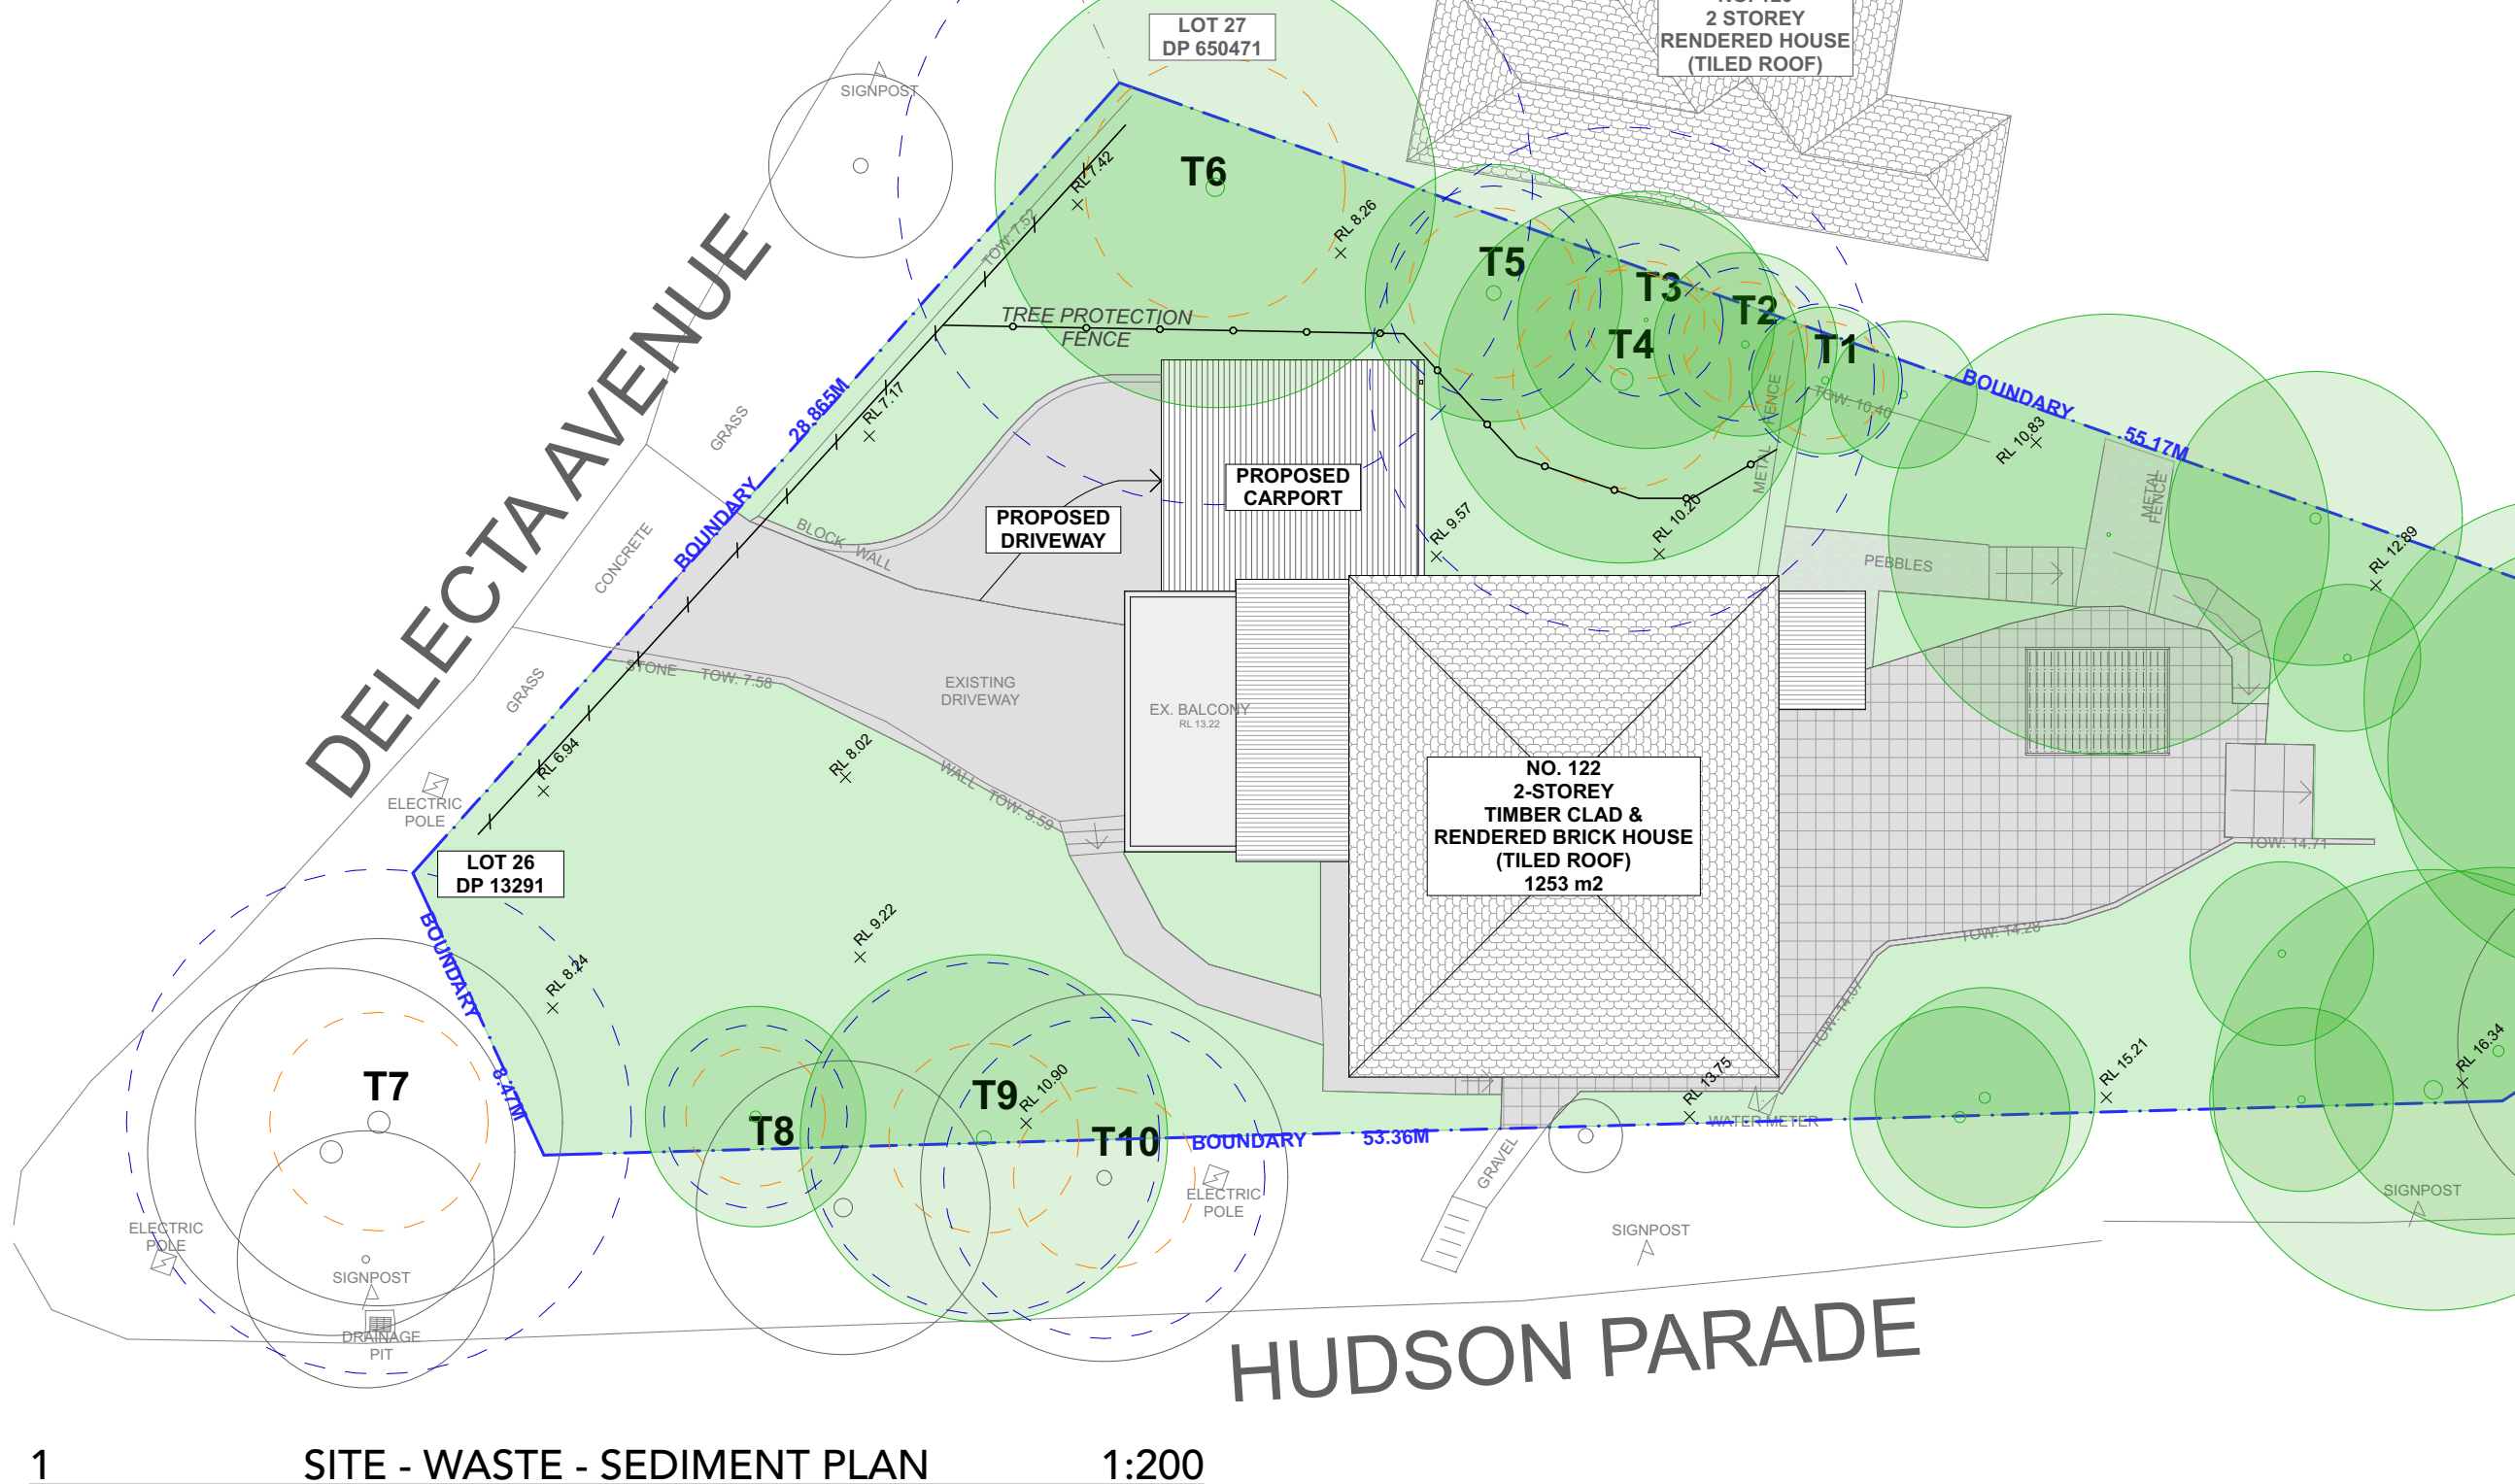 LOT 27
DP 650471
2 STOREY
RENDERED HOUSE
(TILED ROOF)
SIGNPOST
T6
RL 7.42
TOW: 7.52
RL 8.26
T5
T3
T2
T4
T1
TREE PROTECTION
FENCE
DELECTA AVENUE
GRASS
28.865M
RL 7.17
METAL FENCE
TOW: 10.40
BOUNDARY
55.17M
RL 10.83
METAL
FENCE
PROPOSED
CARPORT
PROPOSED
DRIVEWAY
BOUNDARY
BLOCK WALL
CONCRETE
RL 9.57
RL 10.20
PEBBLES
RL 12.89
STONE
TOW: 7.58
EXISTING
DRIVEWAY
GRASS
EX. BALCONY
RL 13.22
RL 6.94
RL 8.02
WALL
TOW: 9.59
ELECTRIC
POLE
NO. 122
2-STOREY
TIMBER CLAD &
RENDERED BRICK HOUSE
(TILED ROOF)
1253 m2
TOW: 14.71
LOT 26
DP 13291
BOUNDARY
8.47M
RL 9.22
RL 8.24
TOW: 14.28
TOW: 14.07
T7
T8
T9
RL 10.90
T10
BOUNDARY
53.36M
RL 13.75
WATER METER
RL 15.21
RL 16.34
GRAVEL
ELECTRIC
POLE
ELECTRIC
POLE
SIGNPOST
SIGNPOST
SIGNPOST
DRAINAGE
PIT
HUDSON PARADE
1 SITE - WASTE - SEDIMENT PLAN 1:200